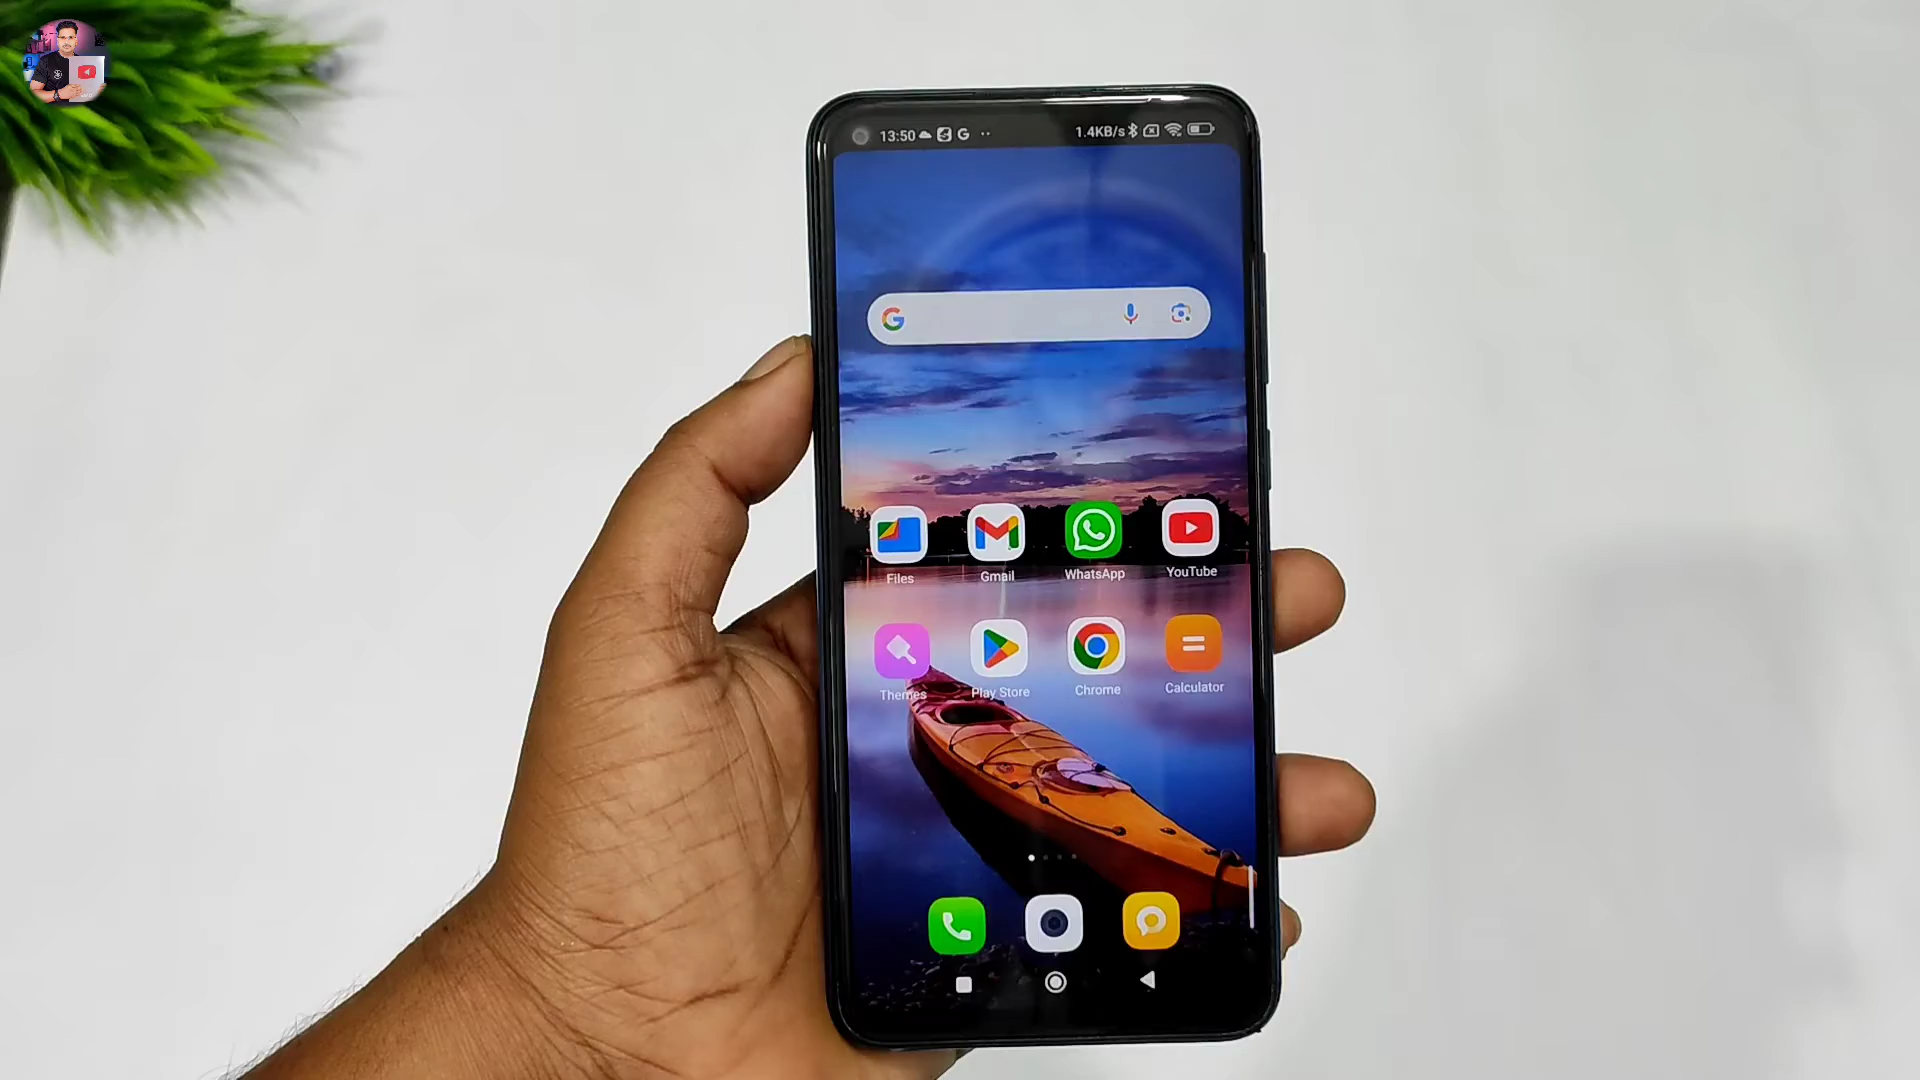 13:50 G 1.4KB/s
G
Files Gmail WhatsApp YouTube
Themes Play Store Chrome Calculator